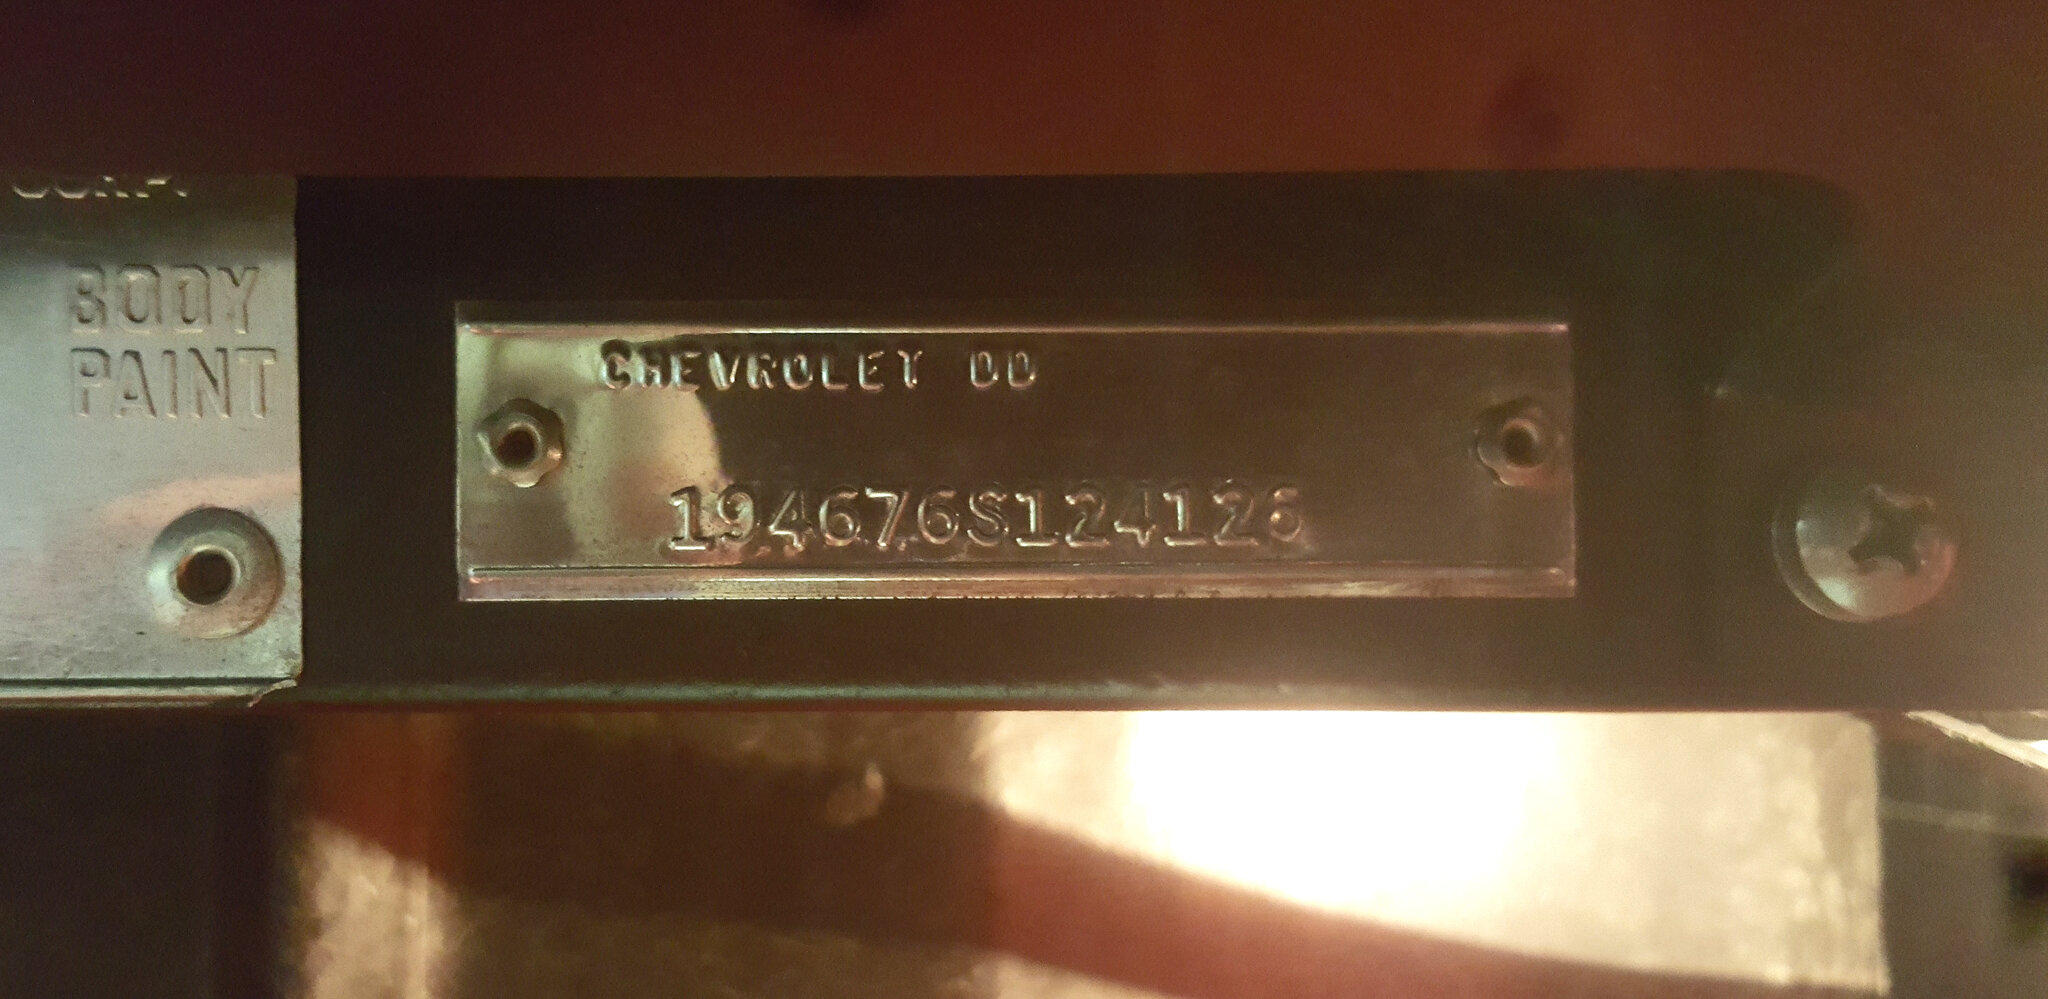 BODY
PAINT
CHEVROLET DD
194676S124126